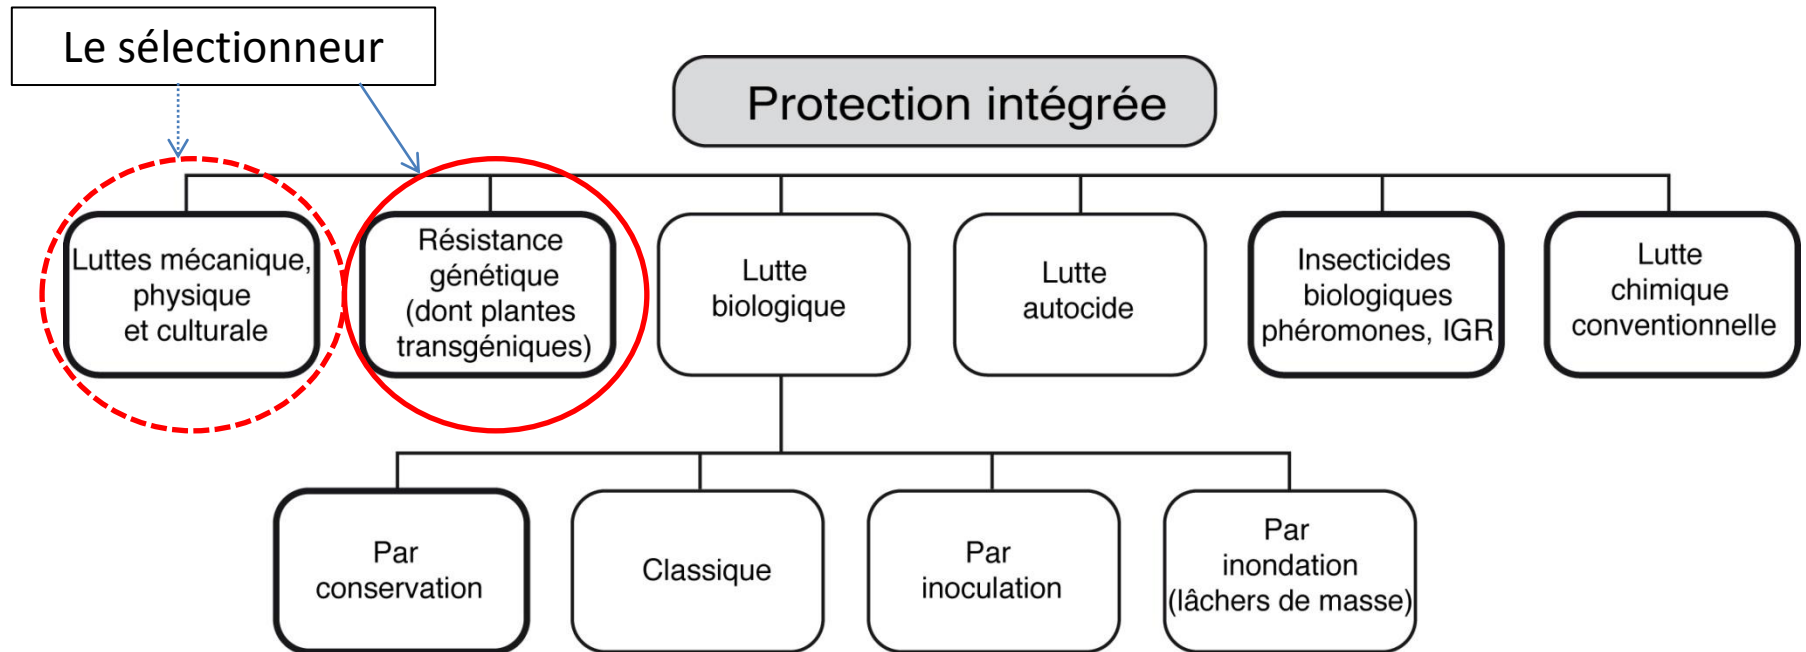 Le sélectionneur
Protection intégrée
Luttes mécanique,
physique
et culturale
Résistance
génétique
(dont plantes
transgéniques)
Lutte
biologique
Lutte
autocide
Insecticides
biologiques
phéromones, IGR
Lutte
chimique
conventionnelle
Par
conservation
Classique
Par
inoculation
Par
inondation
(lâchers de masse)